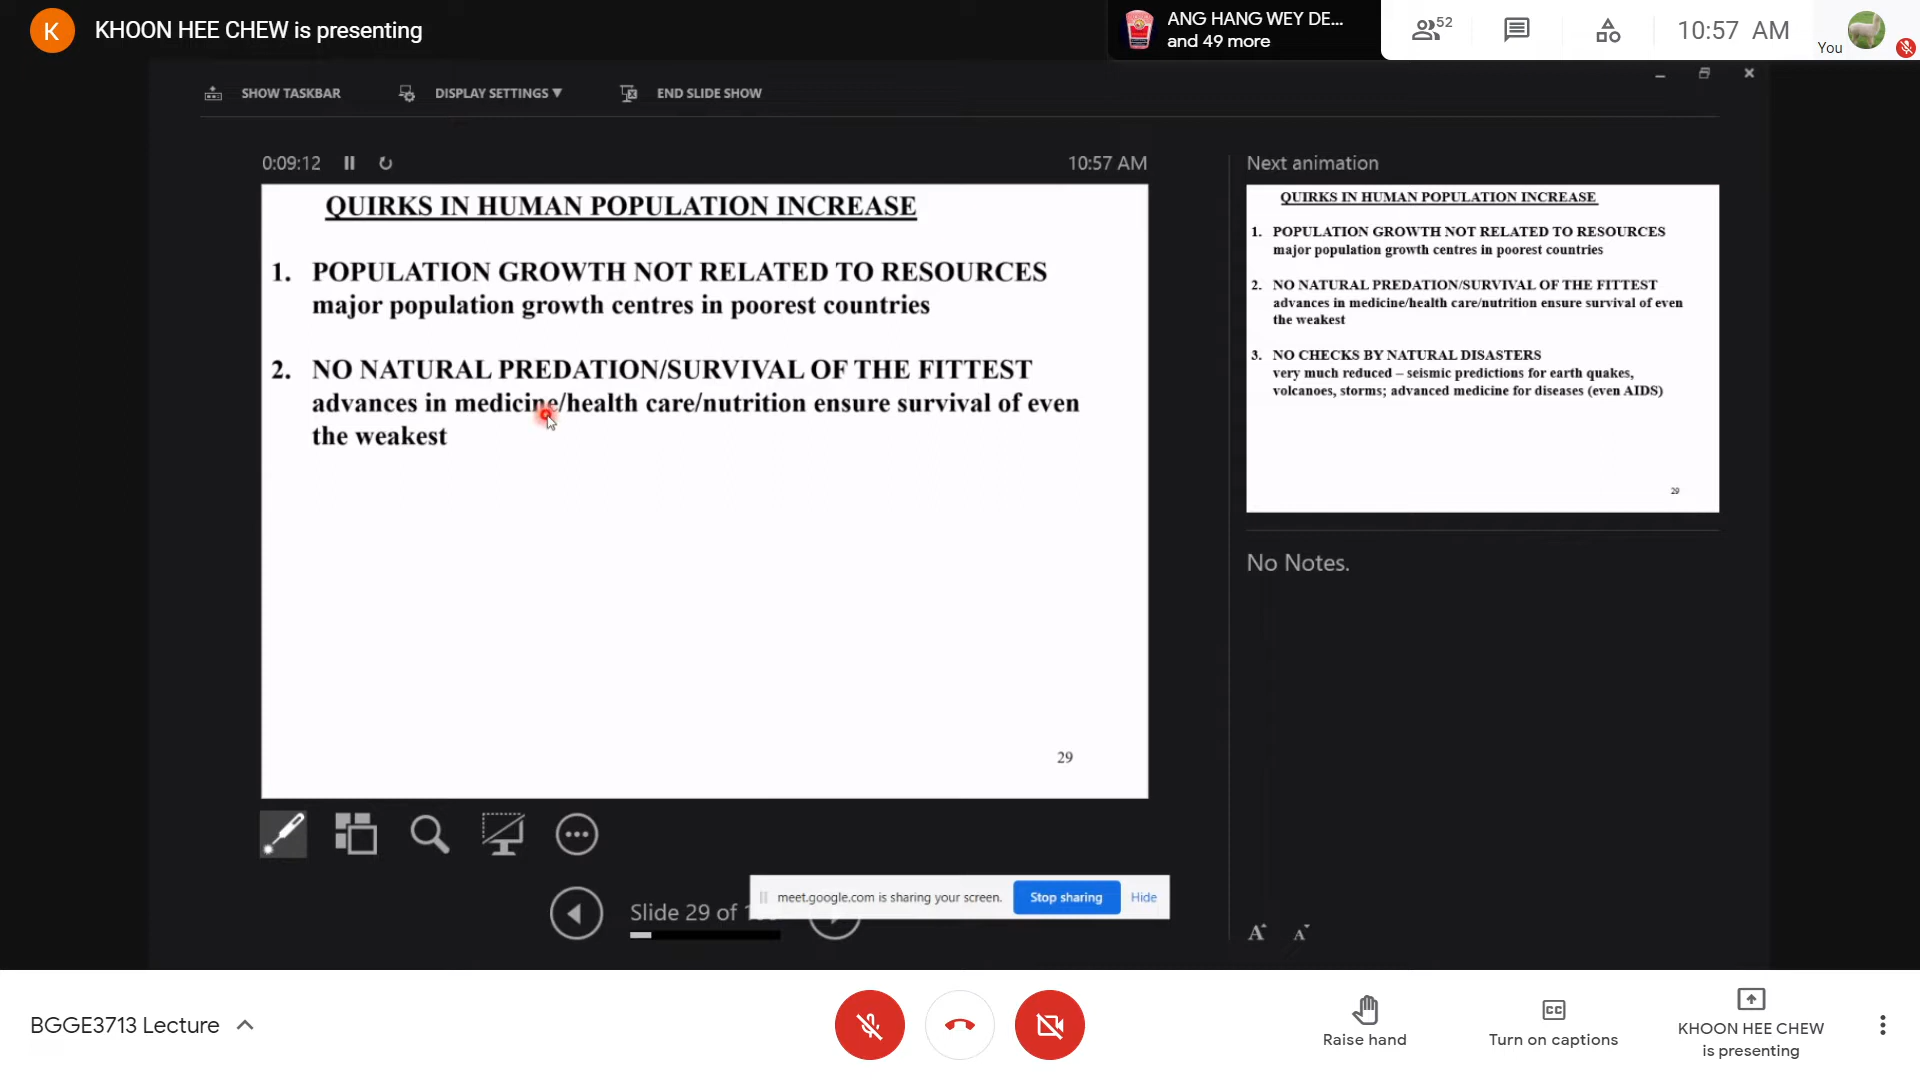 K
KHOON HEE CHEW is presenting
ANG HANG WEY DE...
and 49 more
52
10:57 AM
You
SHOW TASKBAR
DISPLAY SETTINGS ▼
END SLIDE SHOW
0:09:12
10:57 AM
QUIRKS IN HUMAN POPULATION INCREASE
1. POPULATION GROWTH NOT RELATED TO RESOURCES
major population growth centres in poorest countries
2. NO NATURAL PREDATION/SURVIVAL OF THE FITTEST
advances in medicine/health care/nutrition ensure survival of even
the weakest
29
Next animation
QUIRKS IN HUMAN POPULATION INCREASE
1. POPULATION GROWTH NOT RELATED TO RESOURCES
major population growth centres in poorest countries
2. NO NATURAL PREDATION/SURVIVAL OF THE FITTEST
advances in medicine/health care/nutrition ensure survival of even
the weakest
3. NO CHECKS BY NATURAL DISASTERS
very much reduced – seismic predictions for earth quakes,
volcanoes, storms; advanced medicine for diseases (even AIDS)
29
No Notes.
Slide 29 of
meet.google.com is sharing your screen.
Stop sharing
Hide
A A
BGGE3713 Lecture
Raise hand
CC
Turn on captions
KHOON HEE CHEW
is presenting